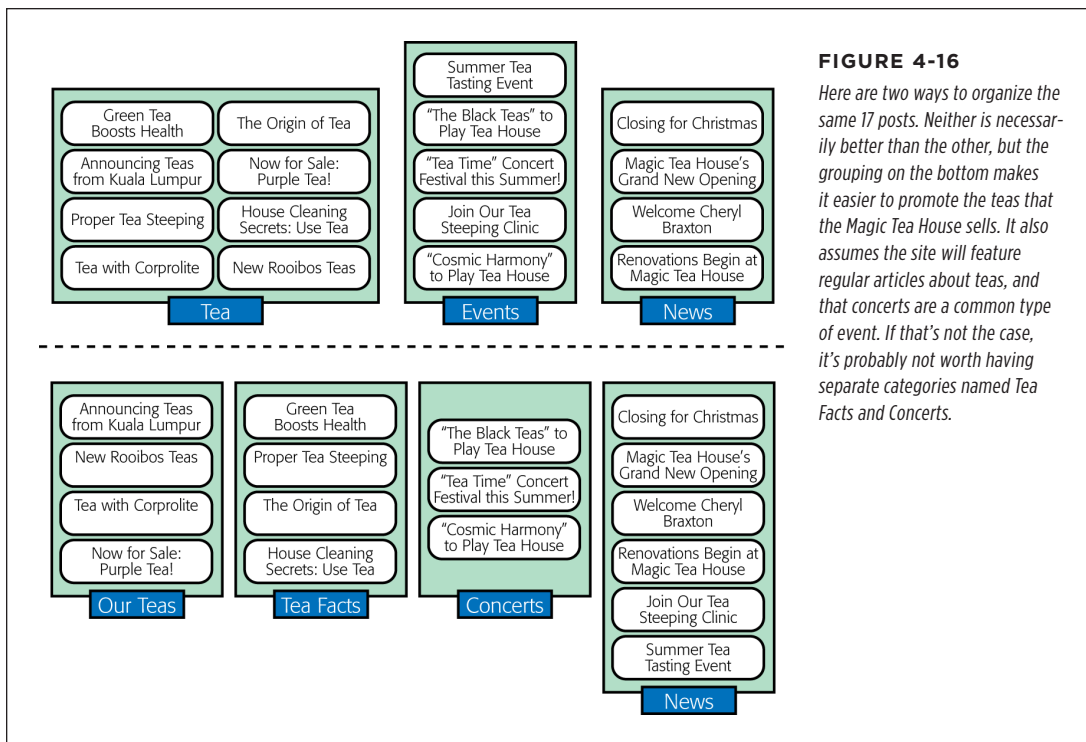 Green Tea
Boosts Health
The Origin of Tea
Announcing Teas
from Kuala Lumpur
Now for Sale:
Purple Tea!
Proper Tea Steeping
House Cleaning
Secrets: Use Tea
Tea with Corprolite
New Rooibos Teas
Tea
Summer Tea
Tasting Event
"The Black Teas" to
Play Tea House
"Tea Time" Concert
Festival this Summer!
Join Our Tea
Steeping Clinic
"Cosmic Harmony"
to Play Tea House
Events
Closing for Christmas
Magic Tea House's
Grand New Opening
Welcome Cheryl
Braxton
Renovations Begin at
Magic Tea House
News
Announcing Teas
from Kuala Lumpur
New Rooibos Teas
Tea with Corprolite
Now for Sale:
Purple Tea!
Our Teas
Green Tea
Boosts Health
Proper Tea Steeping
The Origin of Tea
House Cleaning
Secrets: Use Tea
Tea Facts
"The Black Teas" to
Play Tea House
"Tea Time" Concert
Festival this Summer!
"Cosmic Harmony"
to Play Tea House
Concerts
Closing for Christmas
Magic Tea House's
Grand New Opening
Welcome Cheryl
Braxton
Renovations Begin at
Magic Tea House
Join Our Tea
Steeping Clinic
Summer Tea
Tasting Event
News
FIGURE 4-16
Here are two ways to organize the
same 17 posts. Neither is necessar-
ily better than the other, but the
grouping on the bottom makes
it easier to promote the teas that
the Magic Tea House sells. It also
assumes the site will feature
regular articles about teas, and
that concerts are a common type
of event. If that's not the case,
it's probably not worth having
separate categories named Tea
Facts and Concerts.